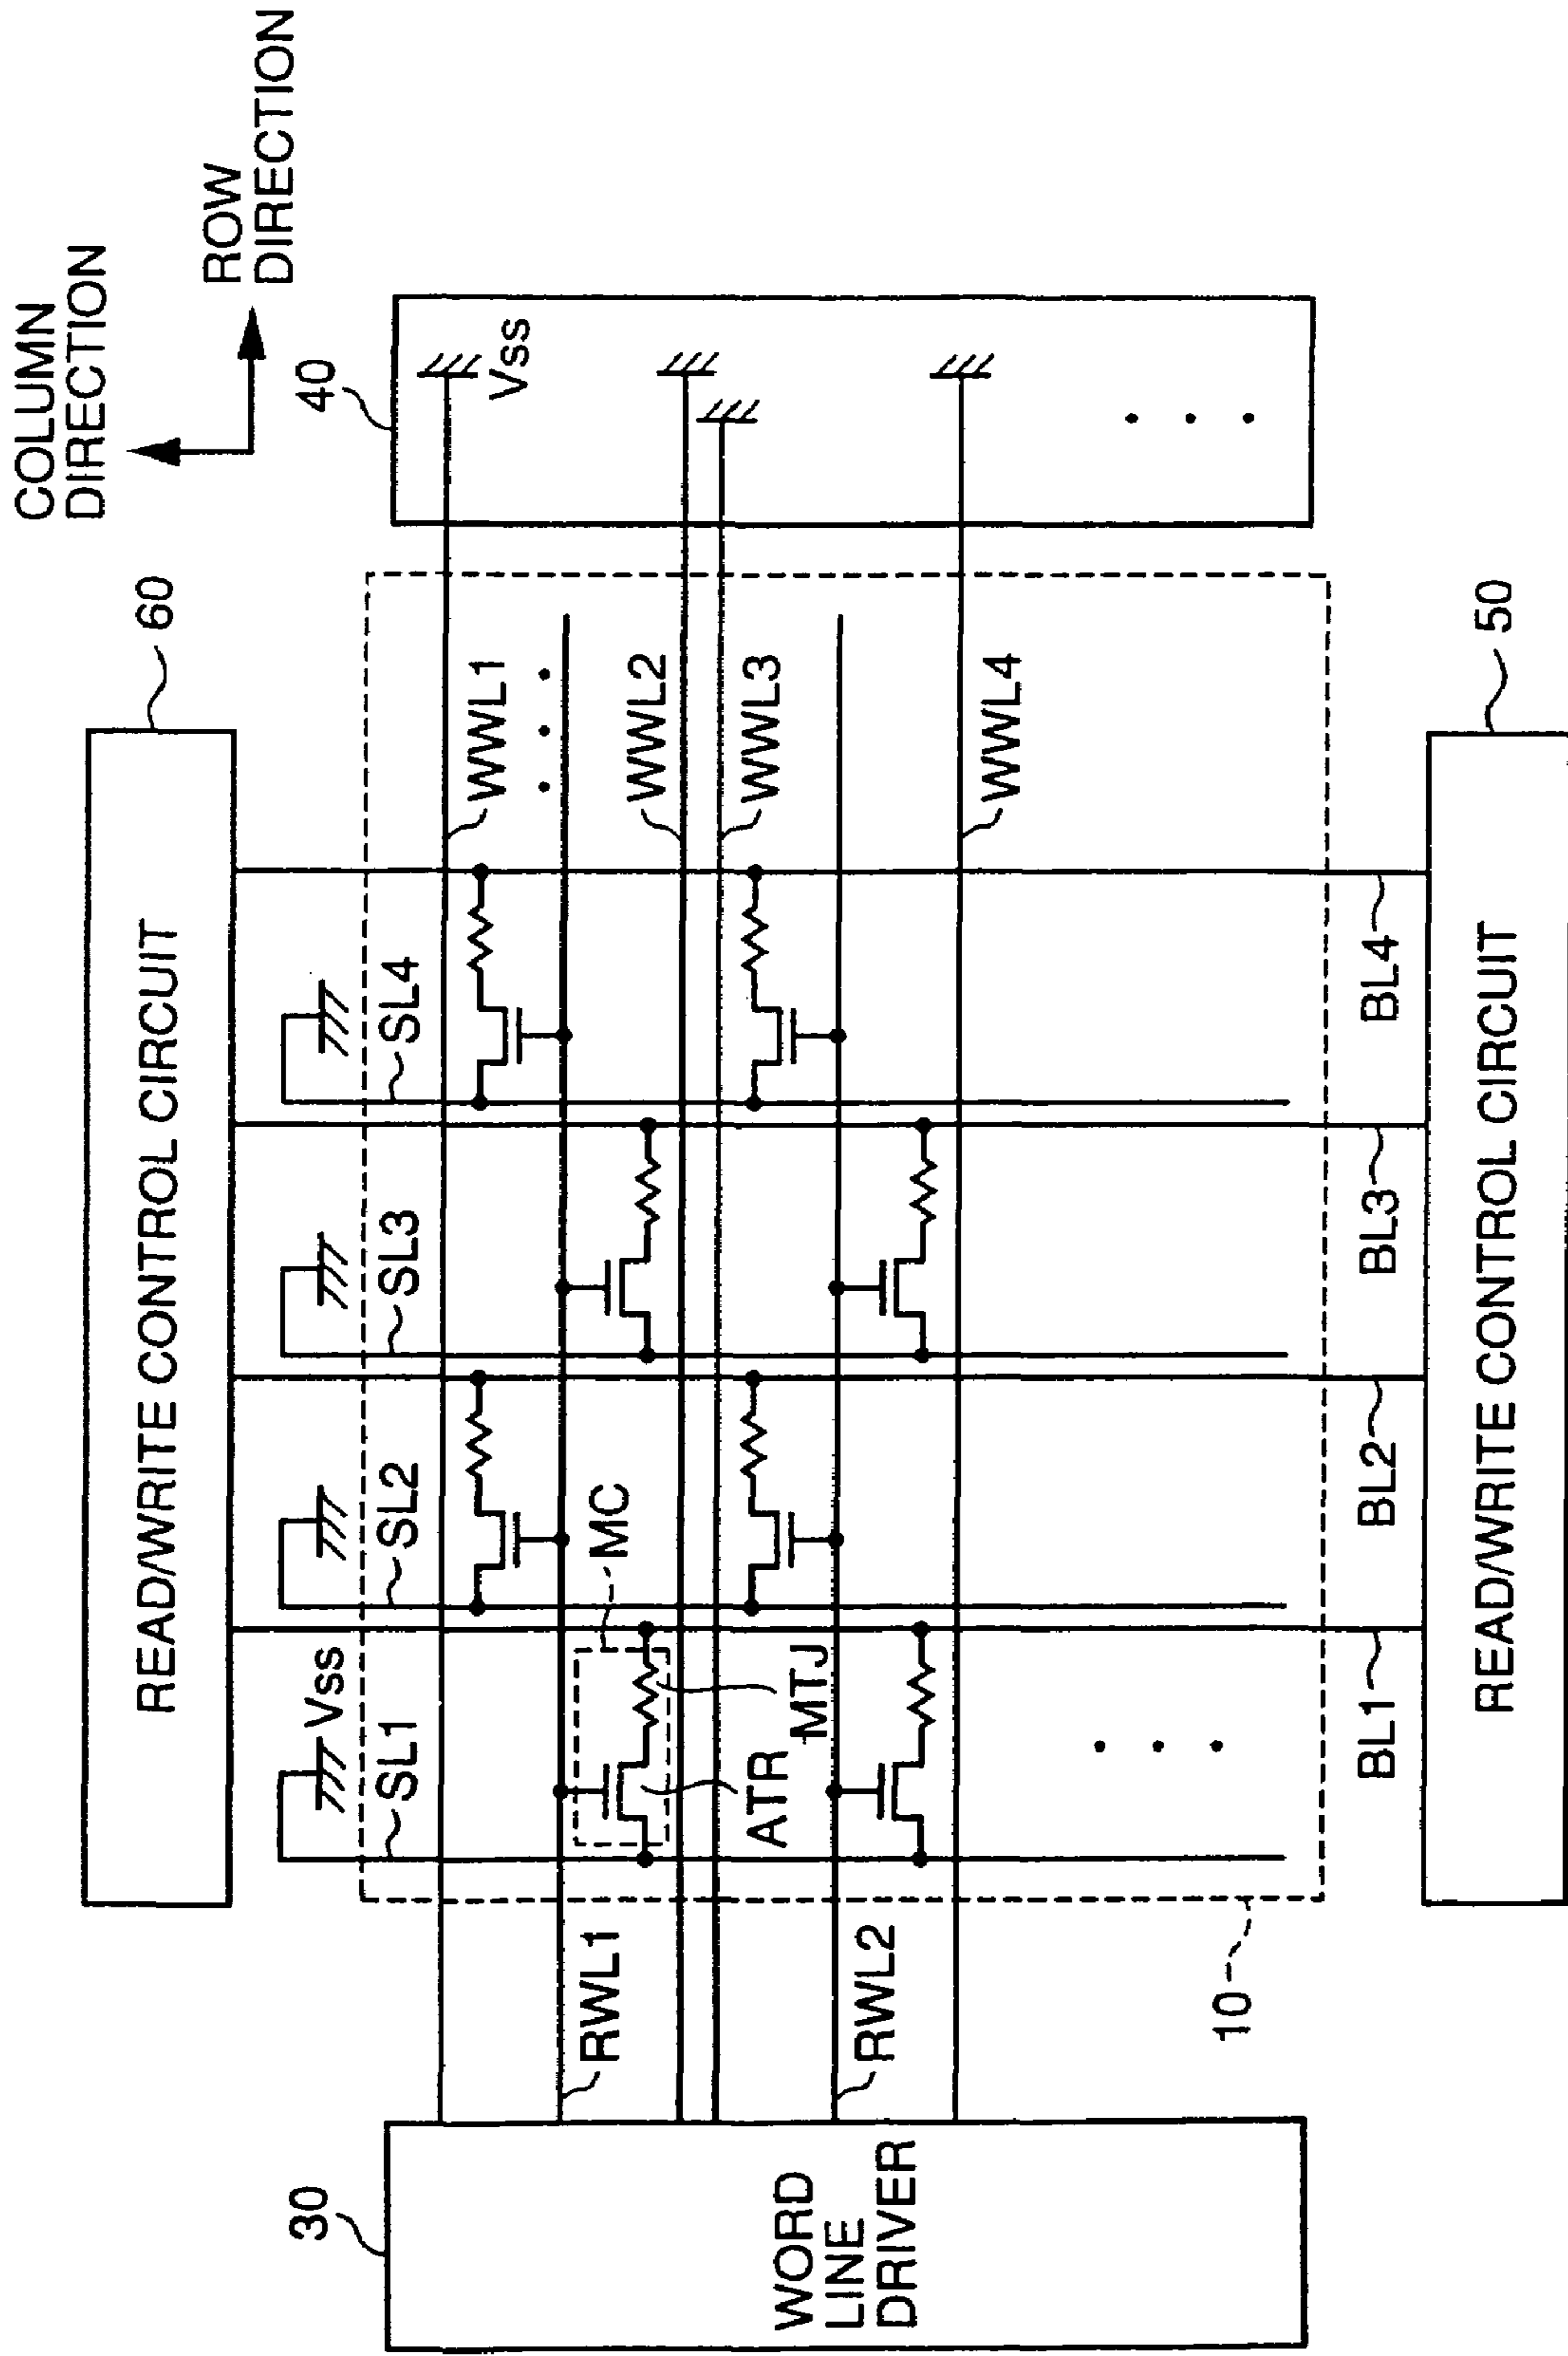 COLUMN
DIRECTION
ROW
DIRECTION
60
READ/WRITE CONTROL CIRCUIT
40
Vss
Vss
SL1
SL2
SL3
SL4
WWL1
RWL1
MC
WWL2
WWL3
MTJ
ATR
RWL2
WWL4
30
WORD
LINE
DRIVER
10
BL1
BL2
BL3
BL4
50
READ/WRITE CONTROL CIRCUIT